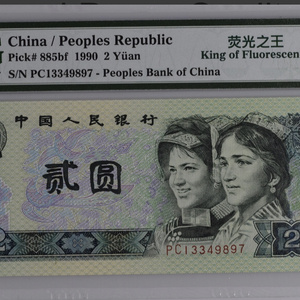 China / Peoples Republic
荧光之王
Pick# 885bf 1990 2 Yüan
King of Fluorescen
S/N PC13349897 - Peoples Bank of China
中国人民银行
贰圆
PC13349897
2